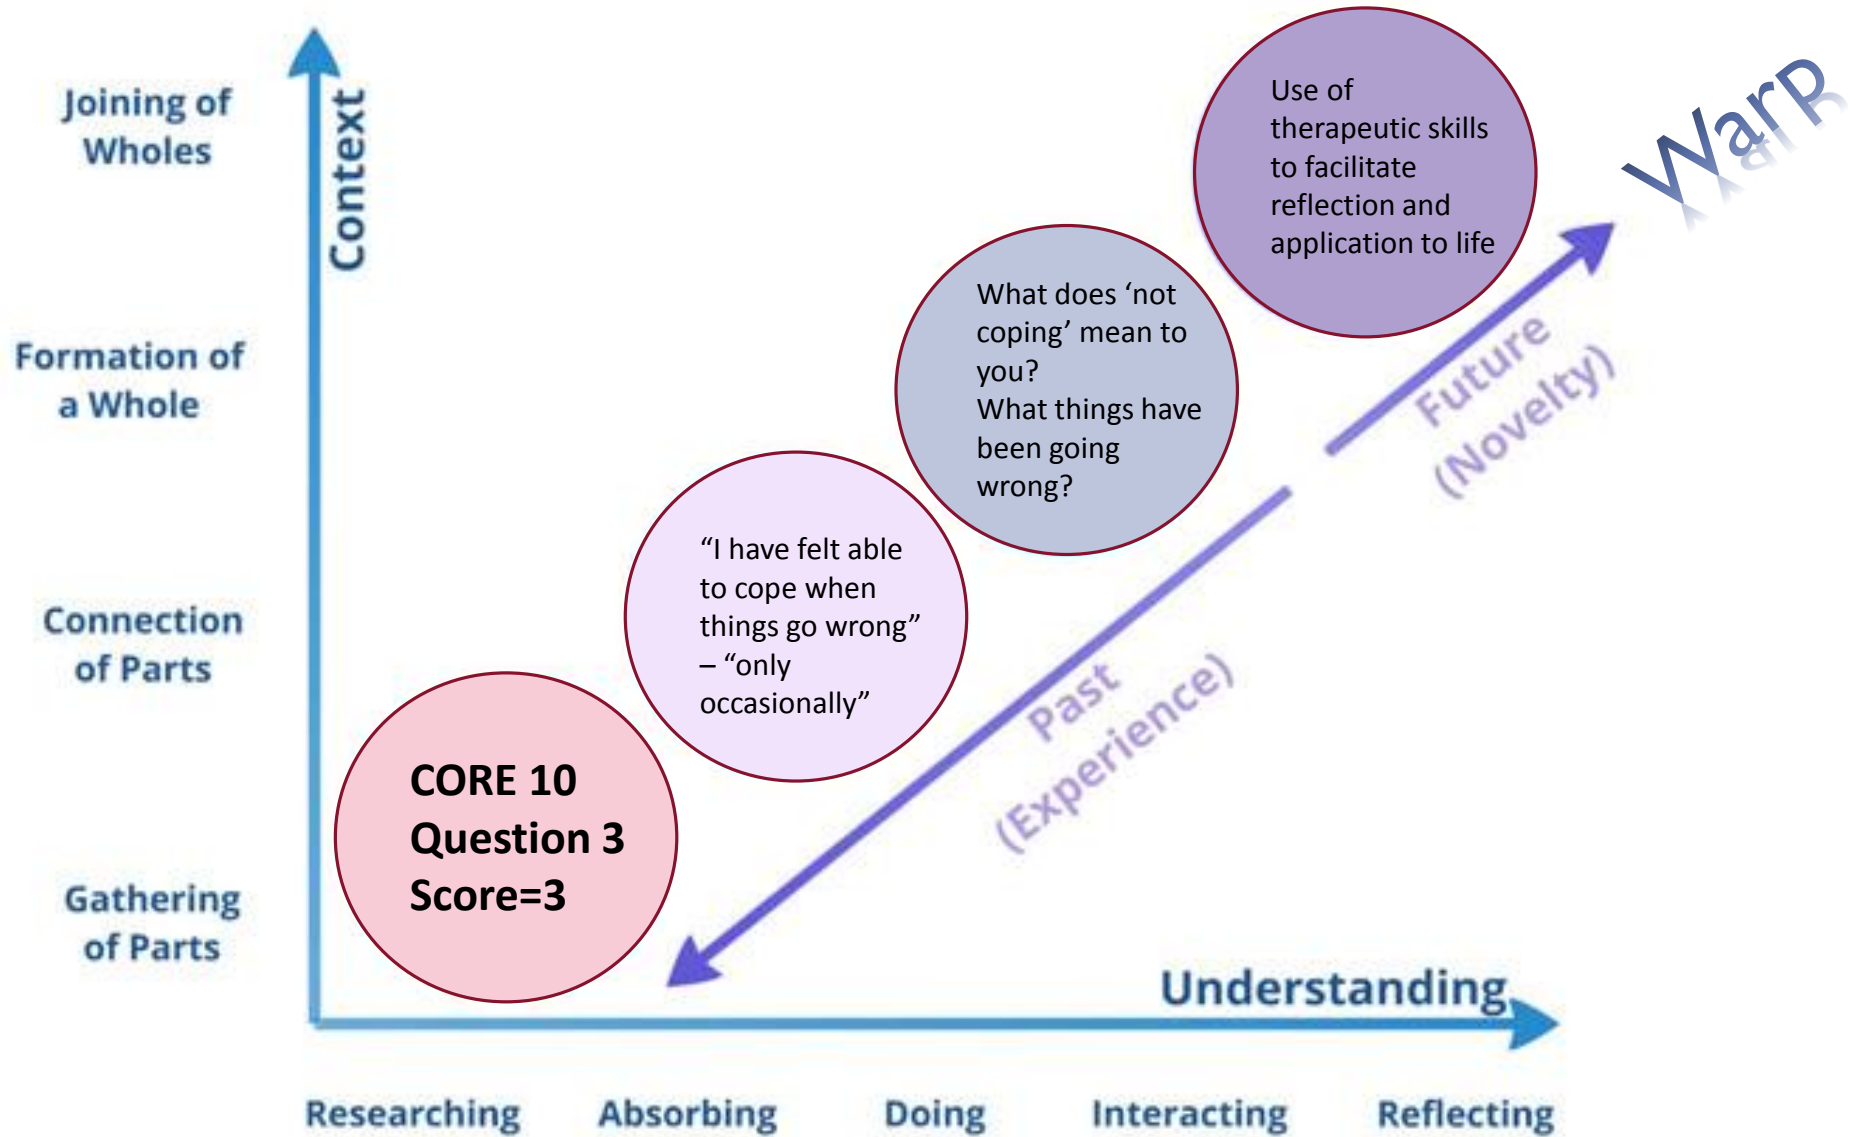 Joining of
Wholes
Context
Formation of
a Whole
Connection
of Parts
Gathering
of Parts
CORE 10
Question 3
Score=3
“I have felt able
to cope when
things go wrong”
– “only
occasionally”
What does ‘not
coping’ mean to
you?
What things have
been going
wrong?
Use of
therapeutic skills
to facilitate
reflection and
application to life
WarP
Future
(Novelty)
Past
(Experience)
Understanding
Researching
Absorbing
Doing
Interacting
Reflecting